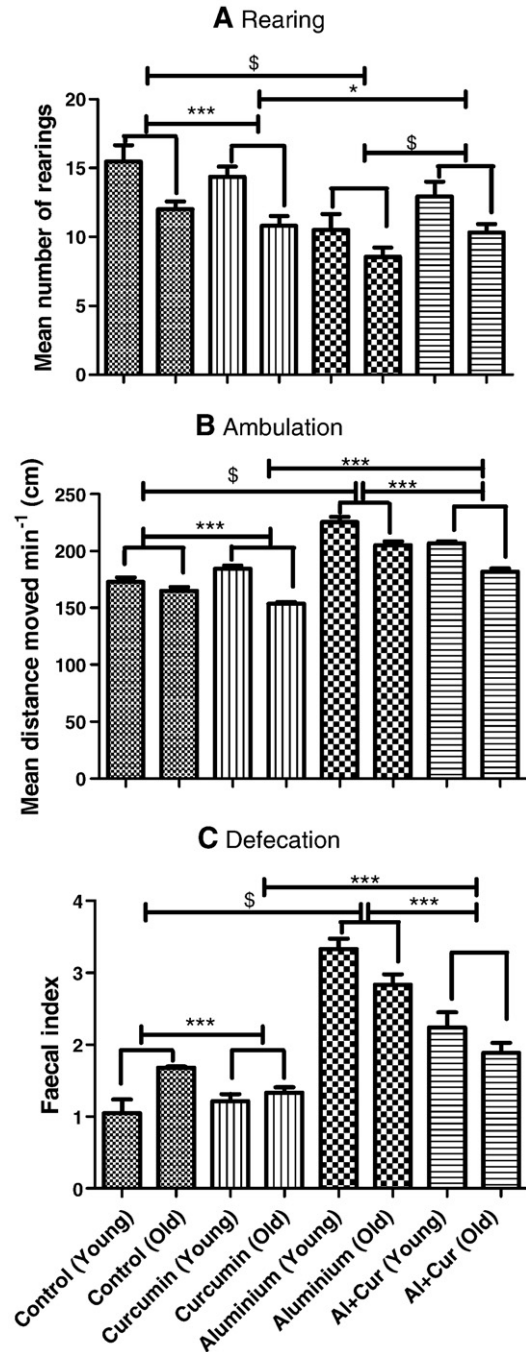 A Rearing
$
*
***
$
20
15
10
5
0
Mean number of rearings
B Ambulation
***
$
***
***
250
200
150
100
50
0
Mean distance moved min⁻¹ (cm)
C Defecation
***
$
***
***
4
3
2
1
0
Faecal index
Control (Young)
Control (Old)
Curcumin (Young)
Curcumin (Old)
Aluminium (Young)
Aluminium (Old)
Al+Cur (Young)
Al+Cur (Old)